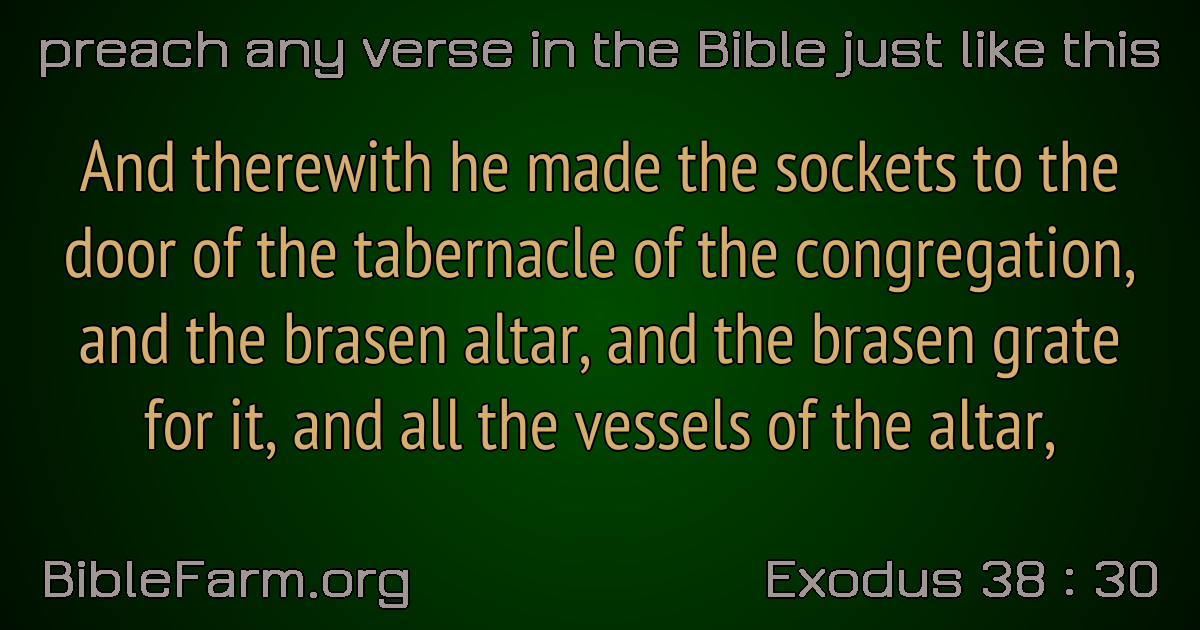 preach any verse in the Bible just like this
And therewith he made the sockets to the
door of the tabernacle of the congregation,
and the brasen altar, and the brasen grate
for it, and all the vessels of the altar,
BibleFarm.org
Exodus 38 : 30